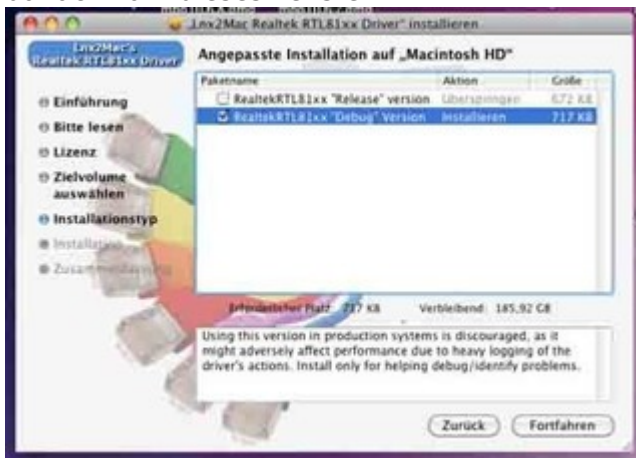 „Lnx2Mac Realtek RTL81xx Driver“ installieren
Lnx2Mac's
Realtek RTL81xx Driver
Angepasste Installation auf „Macintosh HD“
Paketname Aktion Größe
RealtekRTL81xx "Release" version Überspringen 672 KB
RealtekRTL81xx "Debug" Version Installieren 717 KB
Einführung
Bitte lesen
Lizenz
Zielvolume
auswählen
Installationstyp
Installation
Zusammenfassung
Erforderlicher Platz: 717 KB Verbleibend: 185,92 GB
Using this version in production systems is discouraged, as it
might adversely affect performance due to heavy logging of the
driver's actions. Install only for helping debug/identify problems.
Zurück Fortfahren